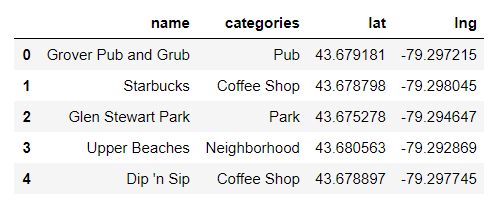 name categories lat lng
0 Grover Pub and Grub Pub 43.679181 -79.297215
1 Starbucks Coffee Shop 43.678798 -79.298045
2 Glen Stewart Park Park 43.675278 -79.294647
3 Upper Beaches Neighborhood 43.680563 -79.292869
4 Dip 'n Sip Coffee Shop 43.678897 -79.297745